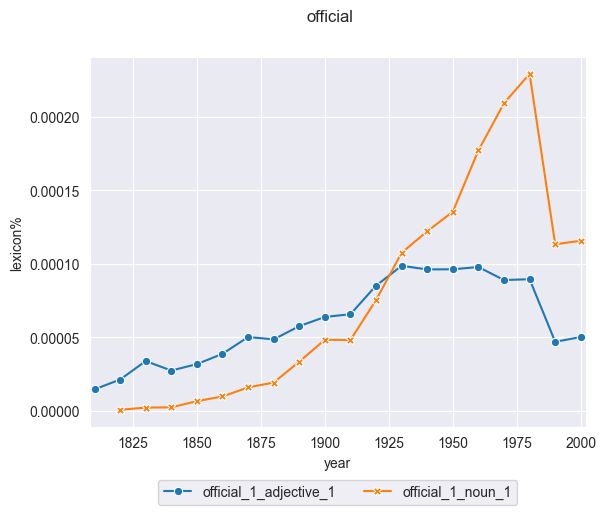 official
0.00020
0.00015
0.00010
0.00005
0.00000
lexicon%
1825 1850 1875 1900 1925 1950 1975 2000
year
official_1_adjective_1 official_1_noun_1